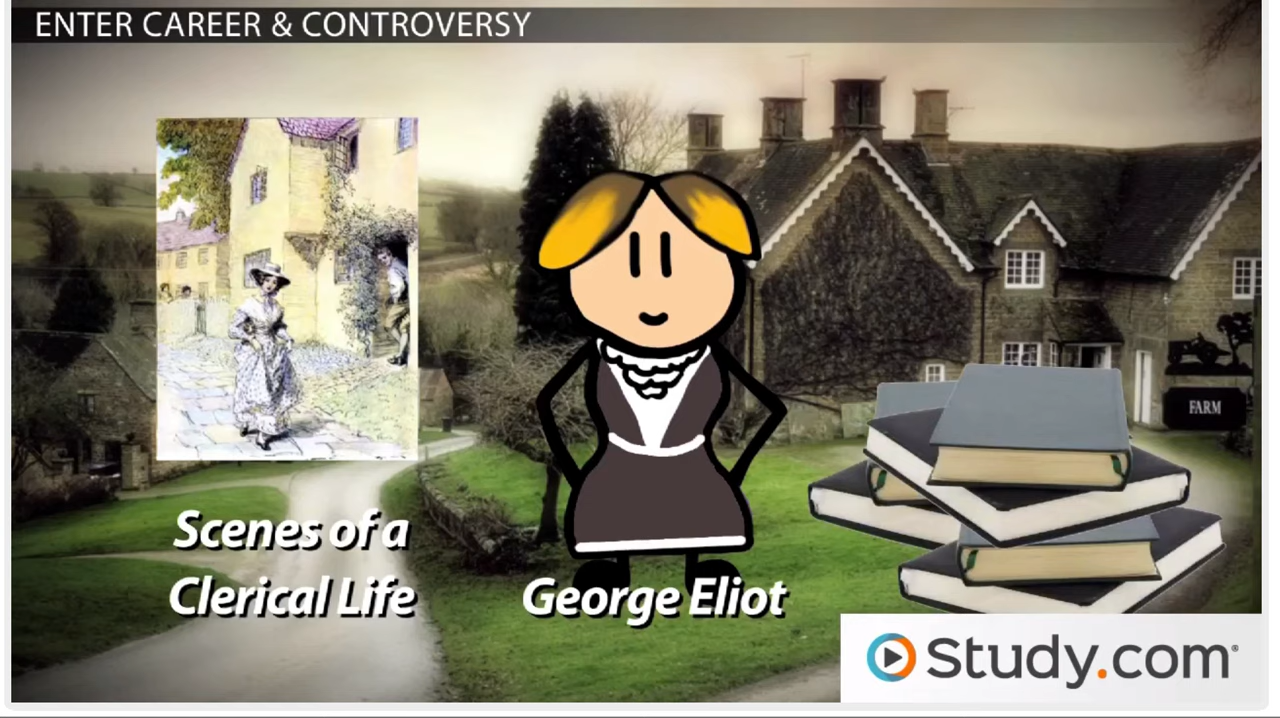 ENTER CAREER & CONTROVERSY
FARM
Scenes of a
Clerical Life
George Eliot
Study.com